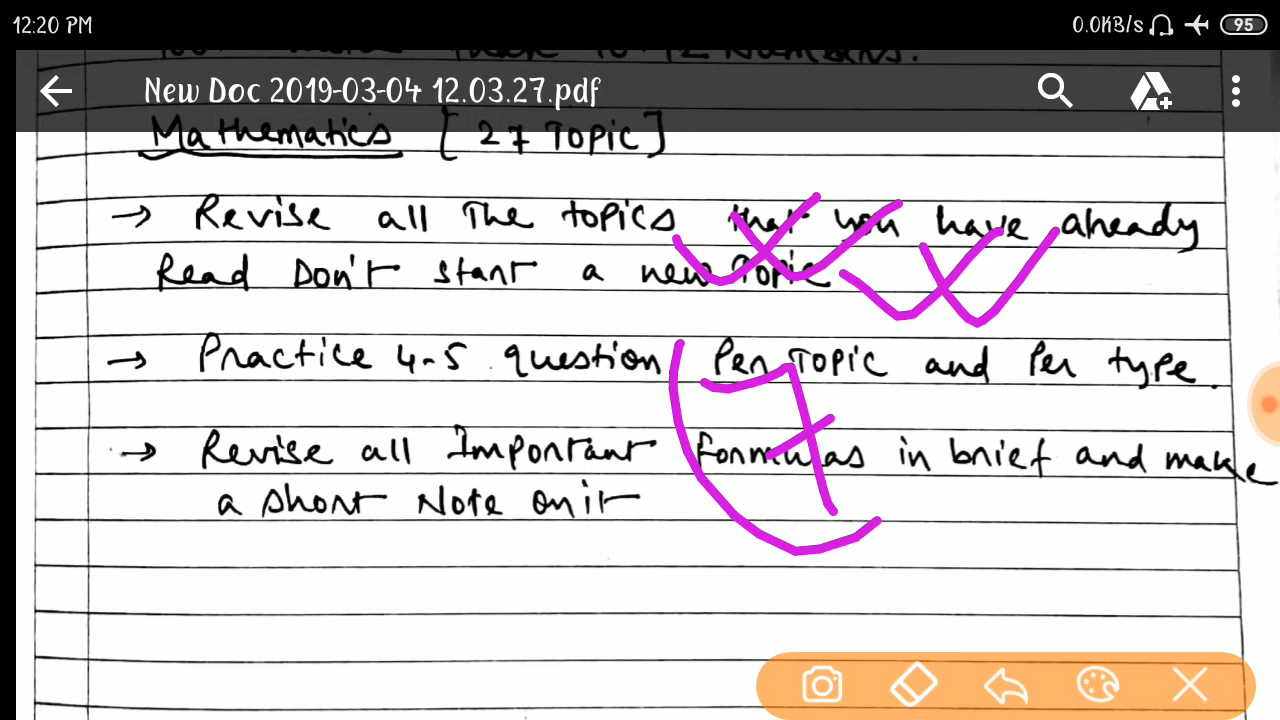 12:20 PM
0.0KB/s
95
New Doc 2019-03-04 12.03.27.pdf
Mathematics [27 Topic]
→ Revise all The topics that you have already
Read Don't start a new Topic
→ Practice 4-5 question Per Topic and Per type.
→ Revise all Important formulas in brief and make
a short Note on it